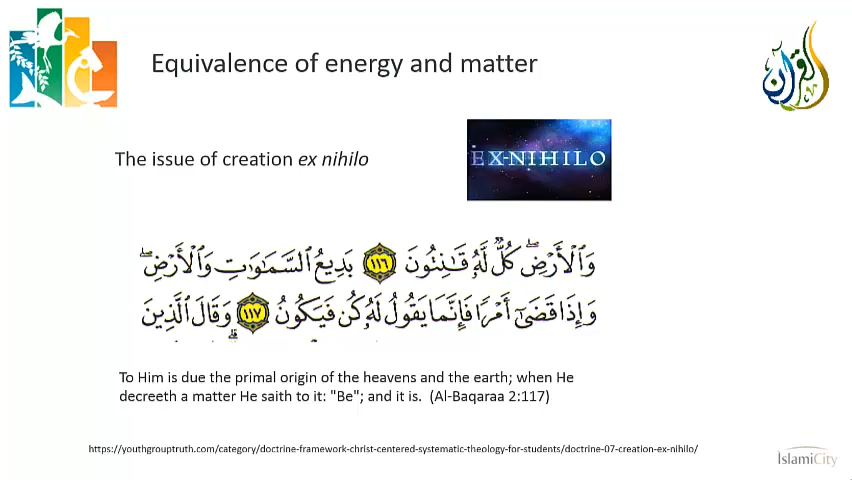 Equivalence of energy and matter
The issue of creation ex nihilo
EX-NIHILO
وَٱلْأَرْضِ ۖ كُلٌّ لَّهُۥ قَٰنِتُونَ ١١٦ بَدِيعُ ٱلسَّمَٰوَٰتِ وَٱلْأَرْضِ ۖ
وَإِذَا قَضَىٰٓ أَمْرًا فَإِنَّمَا يَقُولُ لَهُۥ كُن فَيَكُونُ ١١٧ وَقَالَ ٱلَّذِينَ
To Him is due the primal origin of the heavens and the earth; when He
decreeth a matter He saith to it: "Be"; and it is. (Al-Baqaraa 2:117)
https://youthgrouptruth.com/category/doctrine-framework-christ-centered-systematic-theology-for-students/doctrine-07-creation-ex-nihilo/
IslamiCity
القرآن